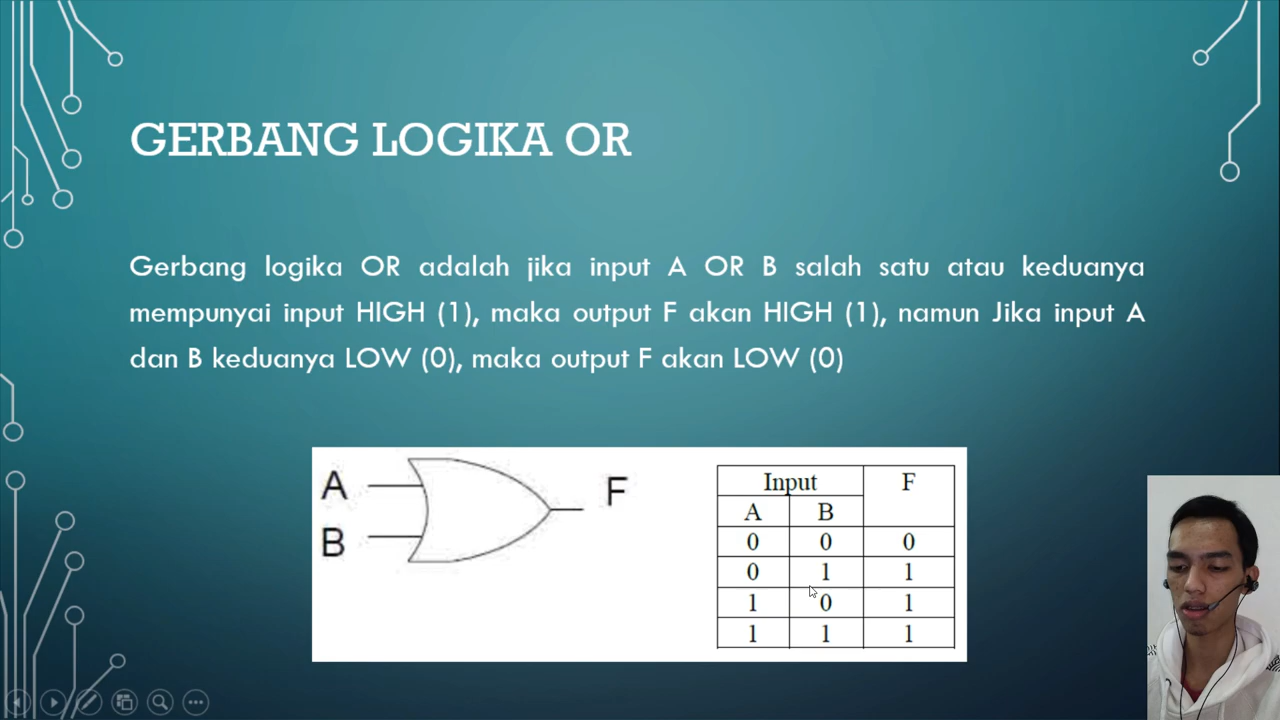 GERBANG LOGIKA OR
Gerbang logika OR adalah jika input A OR B salah satu atau keduanya
mempunyai input HIGH (1), maka output F akan HIGH (1), namun Jika input A
dan B keduanya LOW (0), maka output F akan LOW (0)
A
F
B
Input F
A B
0 0 0
0 1 1
1 0 1
1 1 1